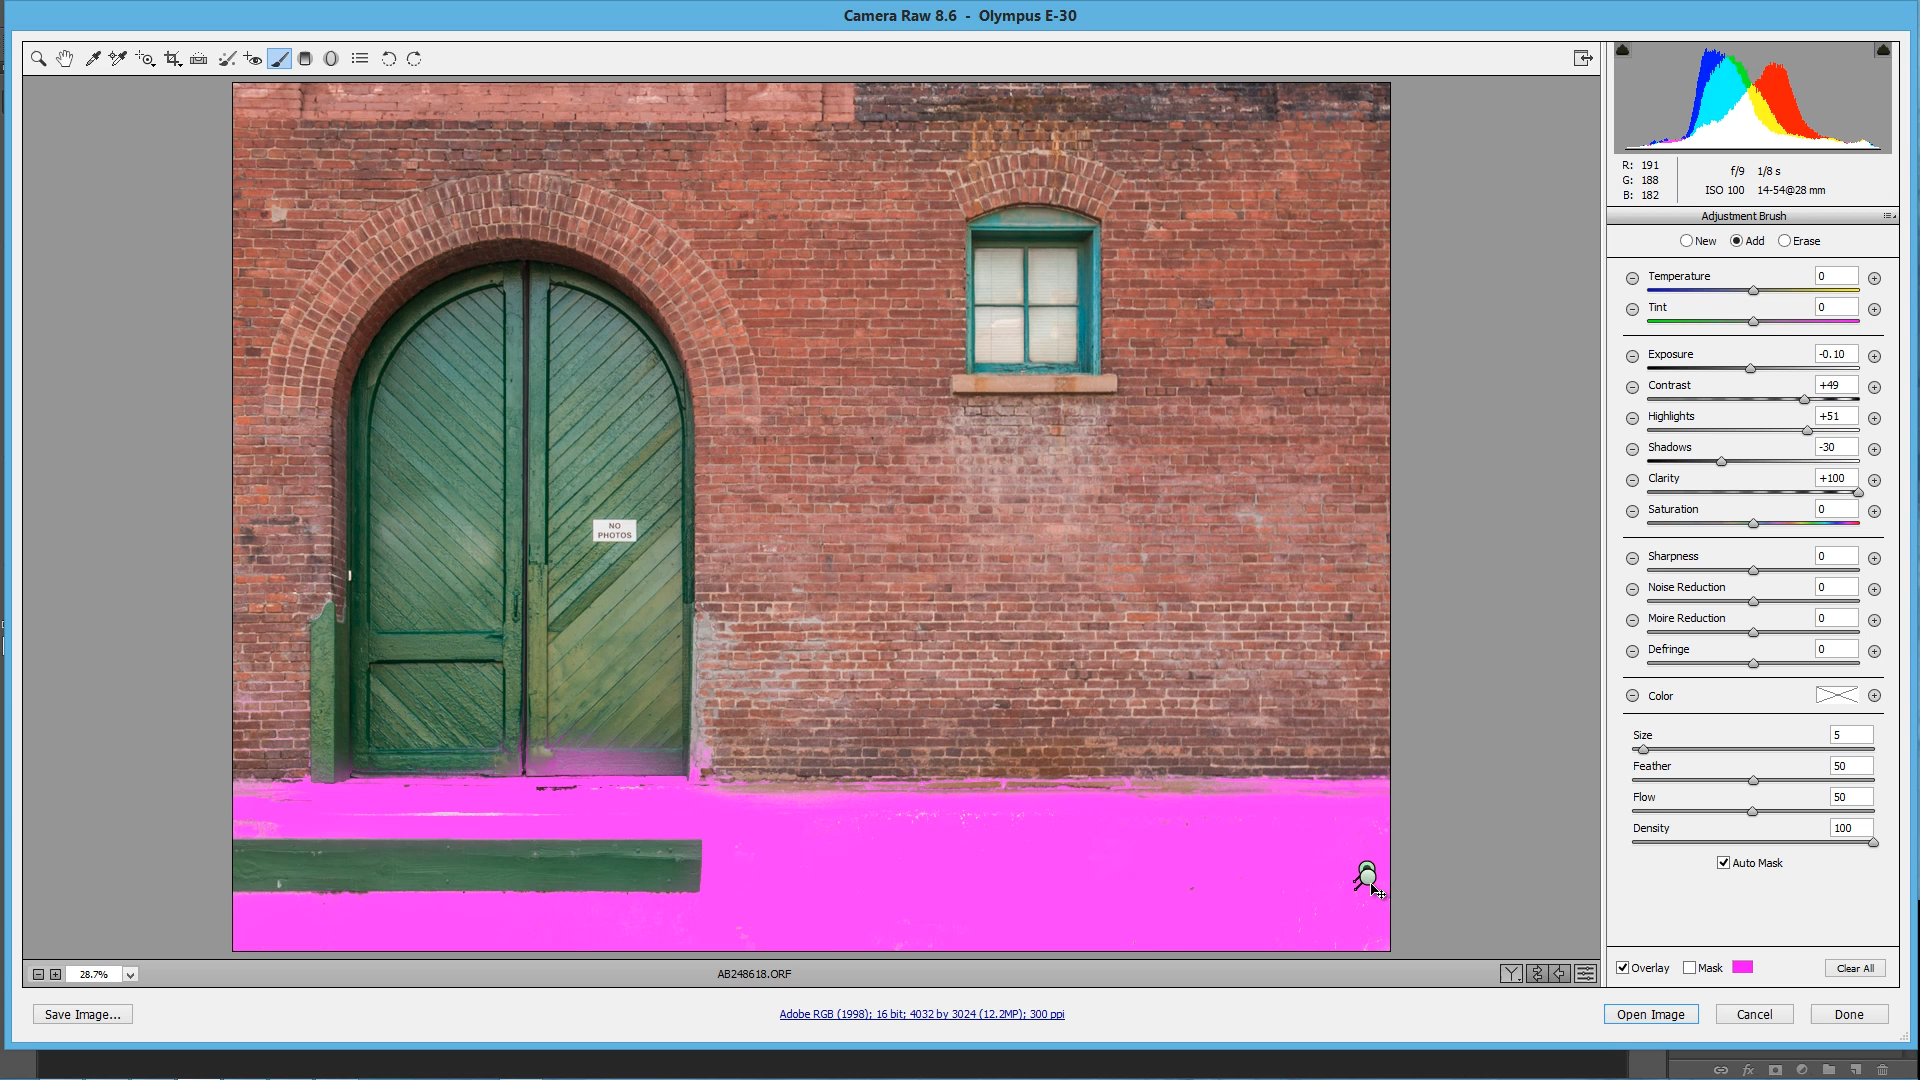 Camera Raw 8.6 - Olympus E-30
R: 191
G: 188
B: 182
f/9 1/8 s
ISO 100 14-54@28 mm
Adjustment Brush
New Add Erase
Temperature 0
Tint 0
Exposure -0.10
Contrast +49
Highlights +51
Shadows -30
Clarity +100
Saturation 0
Sharpness 0
Noise Reduction 0
Moire Reduction 0
Defringe 0
Color
Size 5
Feather 50
Flow 50
Density 100
Auto Mask
NO
PHOTOS
Overlay Mask Clear All
28.7% AB248618.ORF Y
Save Image... Adobe RGB (1998); 16 bit; 4032 by 3024 (12.2MP); 300 ppi Open Image Cancel Done
fx